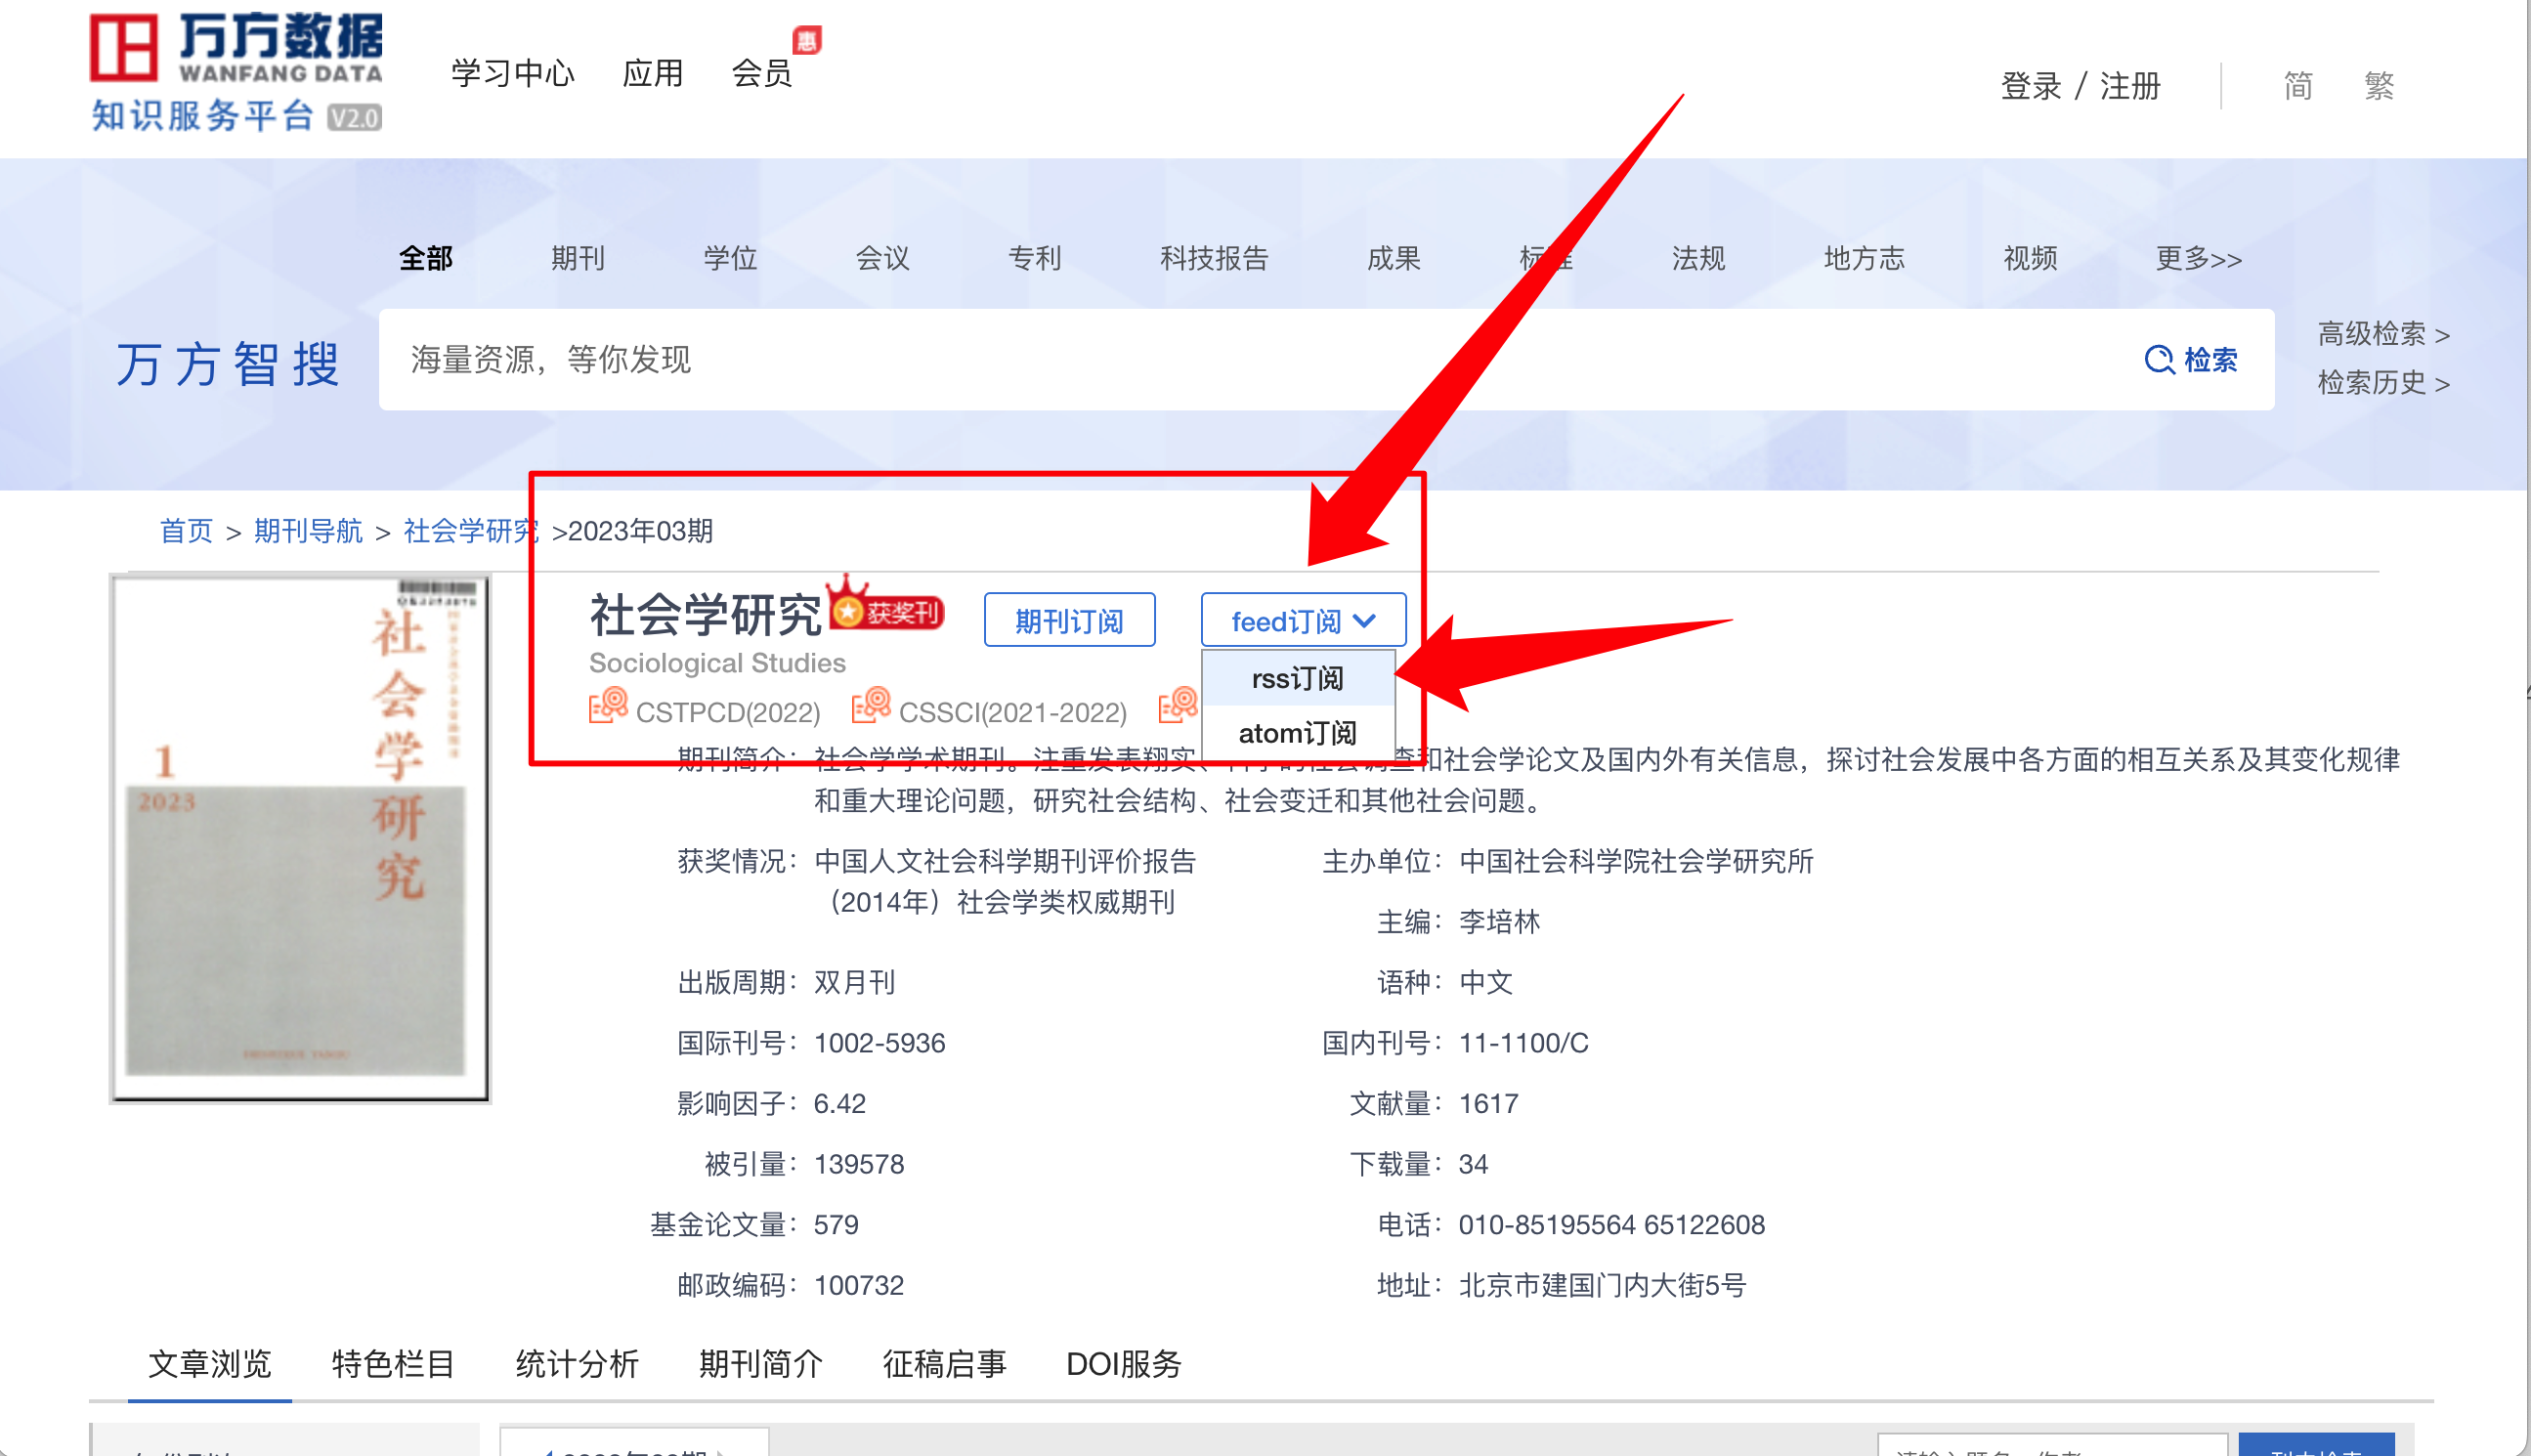 万方数据
WANFANG DATA
知识服务平台 V2.0
学习中心 应用 会员 惠
登录 / 注册 简 繁
全部 期刊 学位 会议 专利 科技报告 成果 标准 法规 地方志 视频 更多>>
万方智搜
海量资源，等你发现
检索
高级检索 >
检索历史 >
首页 > 期刊导航 > 社会学研究 >2023年03期
社会学研究 获奖刊 期刊订阅 feed订阅
Sociological Studies
rss订阅
atom订阅
CSTPCD(2022) CSSCI(2021-2022)
社会学研究
1
2023
期刊简介： 社会学学术期刊。注重发表翔实、科学的社会调查和社会学论文及国内外有关信息，探讨社会发展中各方面的相互关系及其变化规律
和重大理论问题，研究社会结构、社会变迁和其他社会问题。
获奖情况： 中国人文社会科学期刊评价报告
（2014年）社会学类权威期刊
主办单位： 中国社会科学院社会学研究所
主编： 李培林
出版周期： 双月刊
语种： 中文
国际刊号： 1002-5936
国内刊号： 11-1100/C
影响因子： 6.42
文献量： 1617
被引量： 139578
下载量： 34
基金论文量： 579
电话： 010-85195564 65122608
邮政编码： 100732
地址： 北京市建国门内大街5号
文章浏览 特色栏目 统计分析 期刊简介 征稿启事 DOI服务